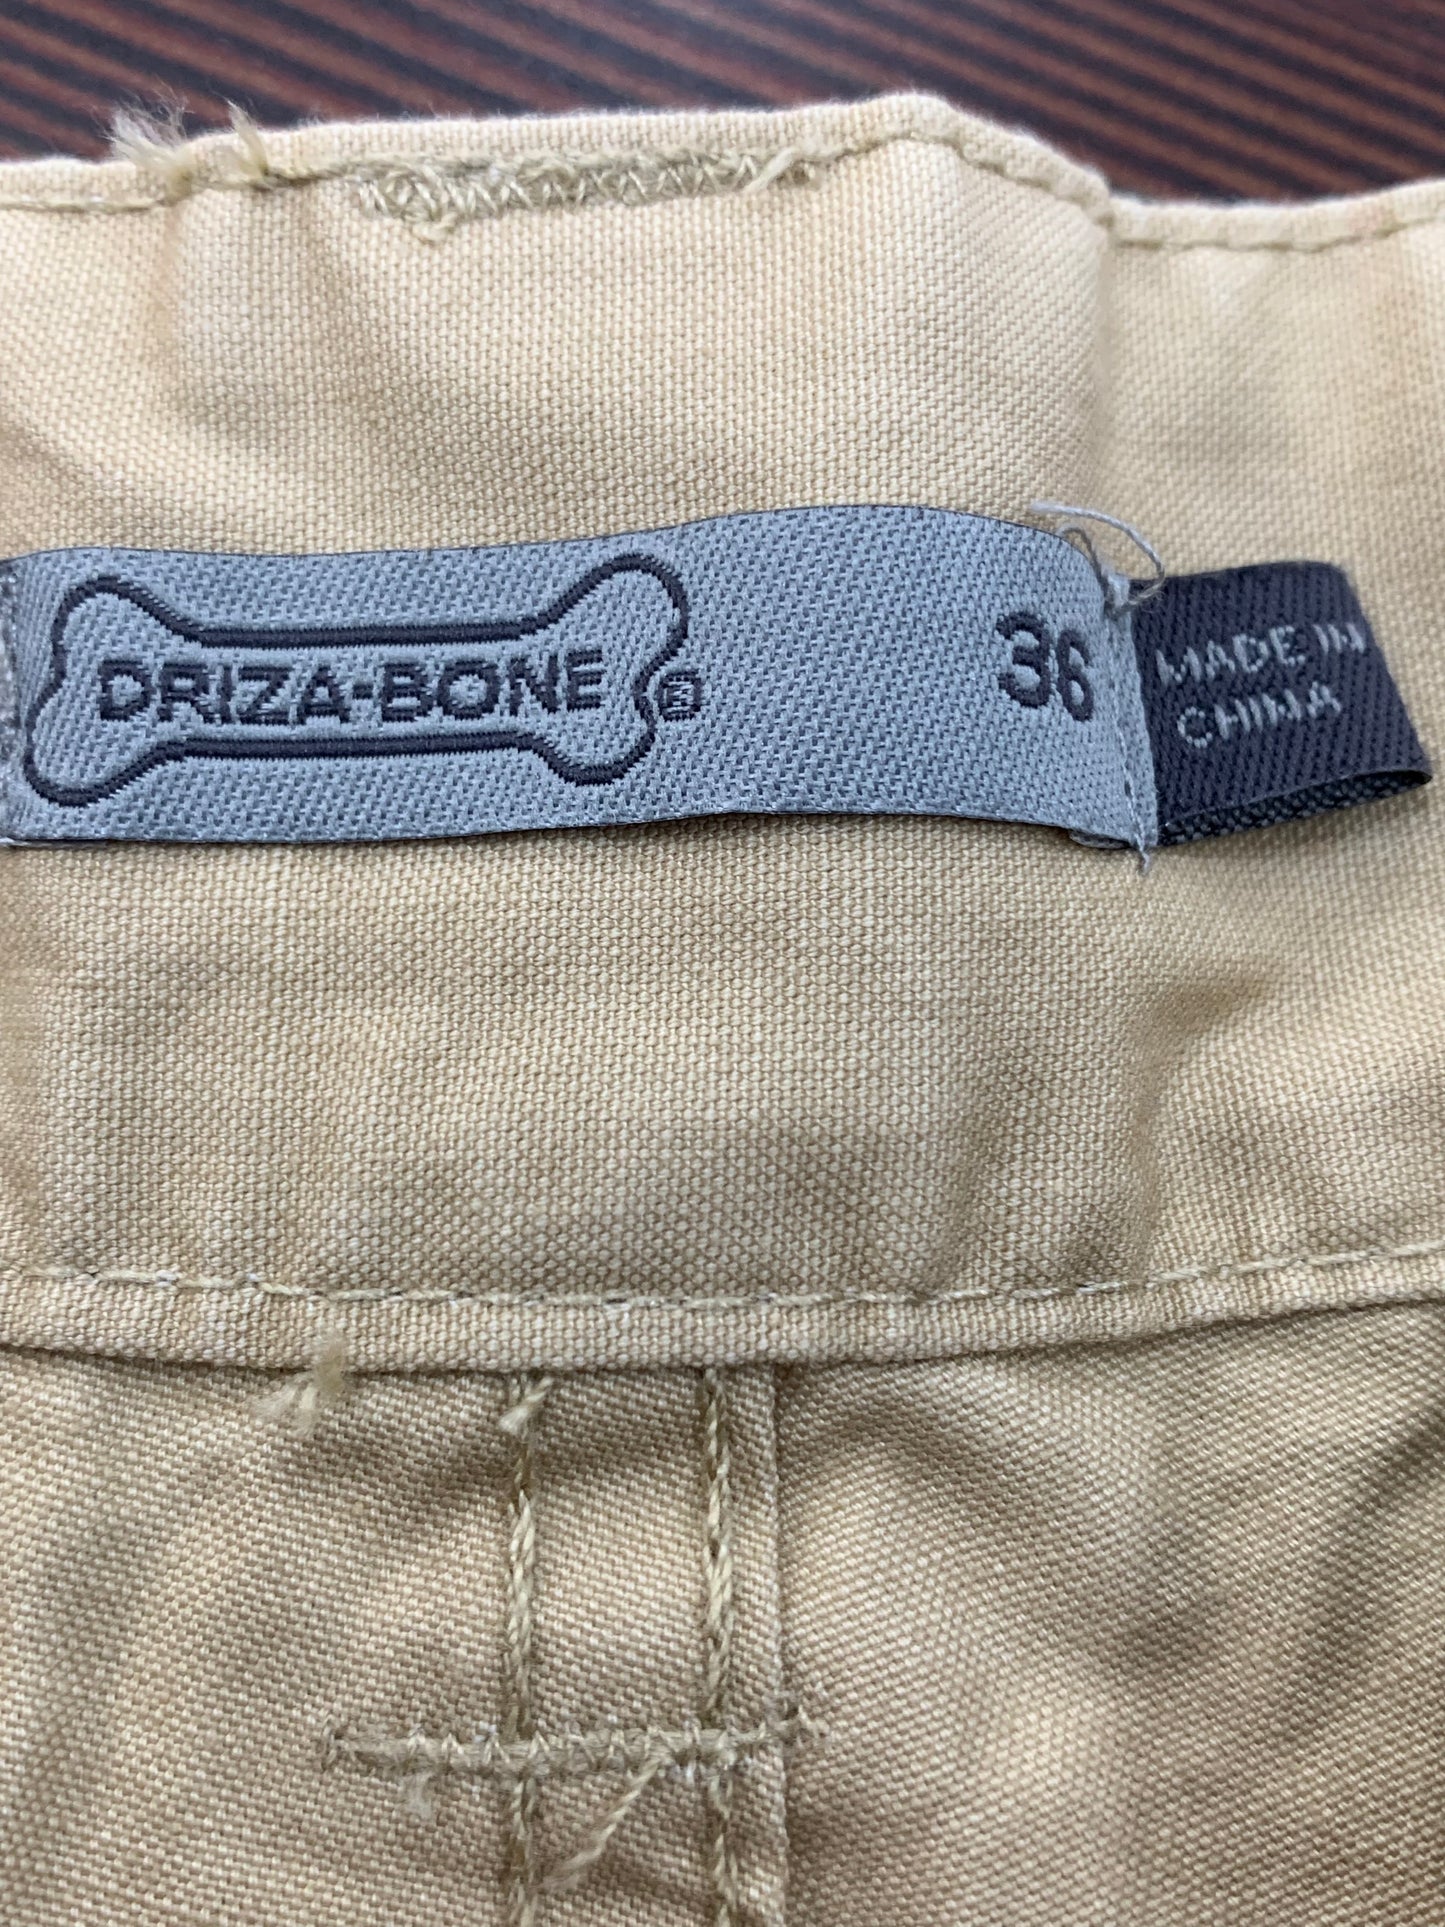 DRIZA-BONE ®
36
MADE IN
CHINA